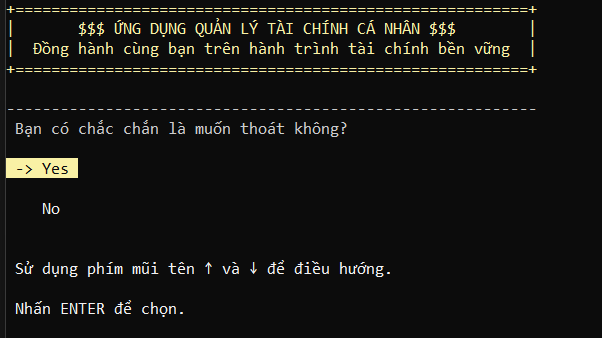 +==========================================================+
|       $$$ ỨNG DỤNG QUẢN LÝ TÀI CHÍNH CÁ NHÂN $$$        |
|  Đồng hành cùng bạn trên hành trình tài chính bền vững  |
+==========================================================+
-----------------------------------------------------------
Bạn có chắc chắn là muốn thoát không?
-> Yes
No
Sử dụng phím mũi tên ↑ và ↓ để điều hướng.
Nhấn ENTER để chọn.